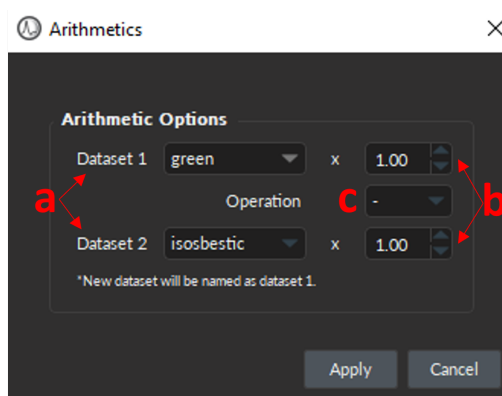 Arithmetics
Arithmetic Options
Dataset 1 green x 1.00
a Operation c - b
Dataset 2 isosbestic x 1.00
*New dataset will be named as dataset 1.
Apply Cancel